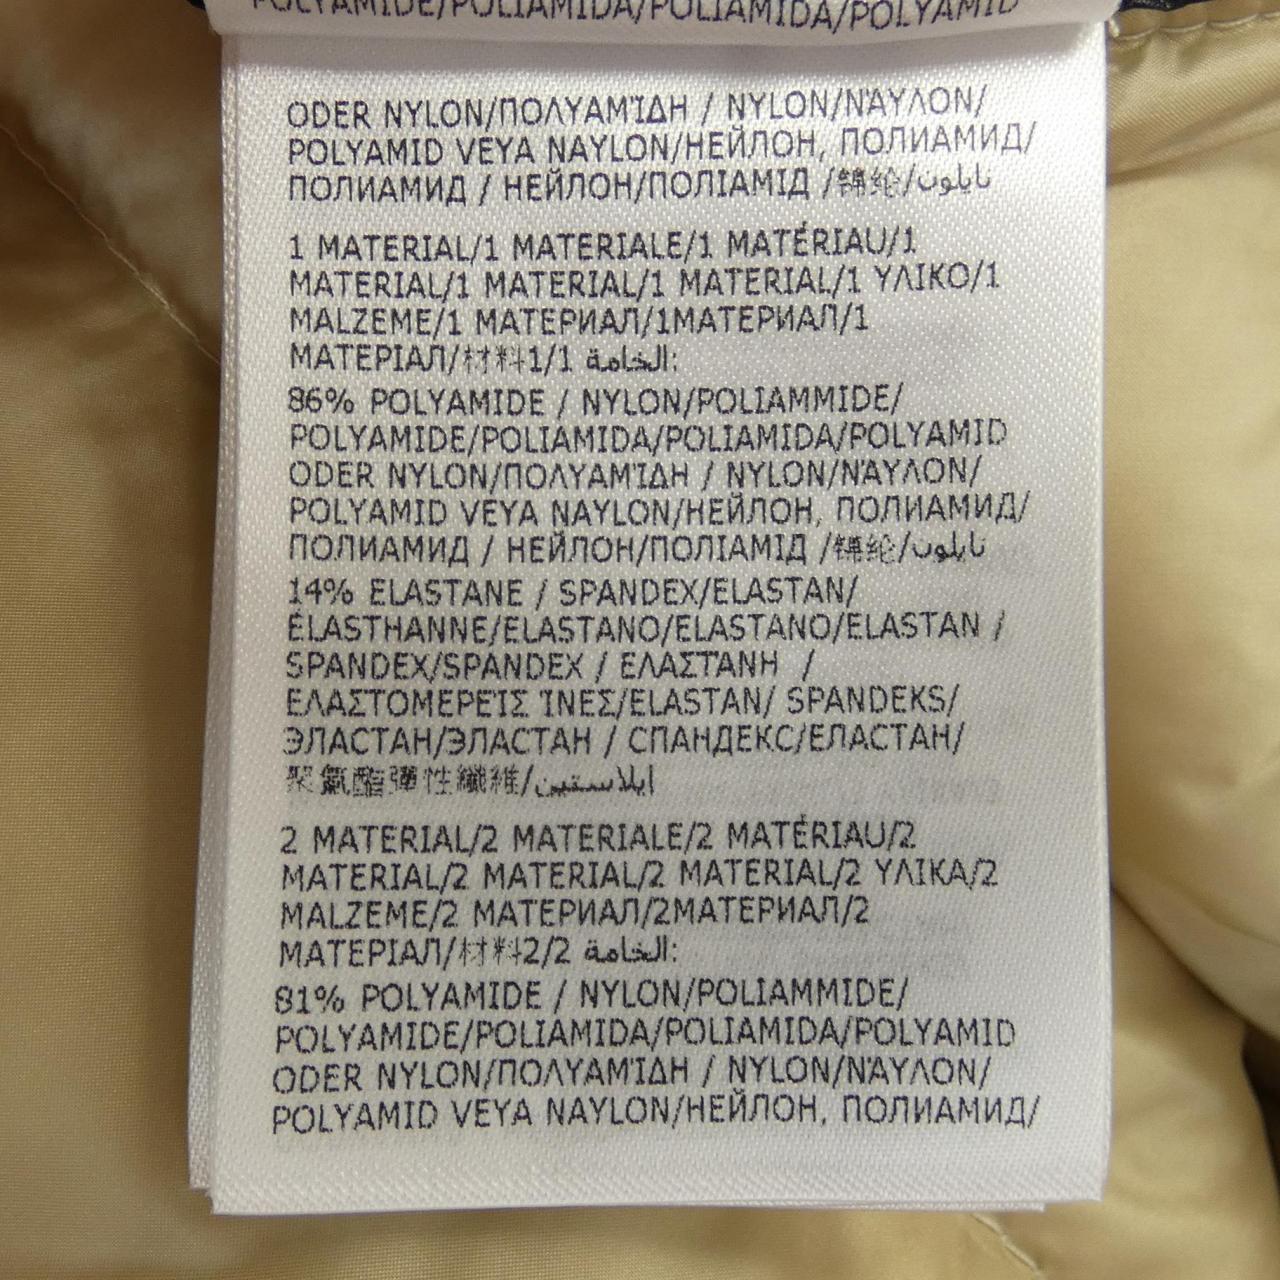 POLYAMIDE/POLIAMIDA/POLIAMIDA/POLYAMID
ODER NYLON/ΠΟΛΥΑΜΊΔΗ / NYLON/ΝΆΥΛΟΝ/
POLYAMID VEYA NAYLON/НЕЙЛОН, ПОЛИАМИД/
ПОЛИАМИД / НЕЙЛОН/ПОЛІАМІД /錦綸/نايلون
1 MATERIAL/1 MATERIALE/1 MATÉRIAU/1
MATERIAL/1 MATERIAL/1 MATERIAL/1 ΥΛΙΚΟ/1
MALZEME/1 МАТЕРИАЛ/1МАТЕРИАЛ/1
МАТЕРІАЛ/材料1/1 الخامة:
86% POLYAMIDE / NYLON/POLIAMMIDE/
POLYAMIDE/POLIAMIDA/POLIAMIDA/POLYAMID
ODER NYLON/ΠΟΛΥΑΜΊΔΗ / NYLON/ΝΆΥΛΟΝ/
POLYAMID VEYA NAYLON/НЕЙЛОН, ПОЛИАМИД/
ПОЛИАМИД / НЕЙЛОН/ПОЛІАМІД /錦綸/نايلون
14% ELASTANE / SPANDEX/ELASTAN/
ÉLASTHANNE/ELASTANO/ELASTANO/ELASTAN /
SPANDEX/SPANDEX / ΕΛΑΣΤΆΝΗ /
ΕΛΑΣΤΟΜΕΡΕΊΣ ΊΝΕΣ/ELASTAN/ SPANDEKS/
ЭЛАСТАН/ЭЛАСТАН / СПАНДЕКС/ЕЛАСТАН/
聚氨酯彈性纖維/ايلاستين
2 MATERIAL/2 MATERIALE/2 MATÉRIAU/2
MATERIAL/2 MATERIAL/2 MATERIAL/2 ΥΛΙΚΑ/2
MALZEME/2 МАТЕРИАЛ/2МАТЕРИАЛ/2
МАТЕРІАЛ/材料2/2 الخامة:
81% POLYAMIDE / NYLON/POLIAMMIDE/
POLYAMIDE/POLIAMIDA/POLIAMIDA/POLYAMID
ODER NYLON/ΠΟΛΥΑΜΊΔΗ / NYLON/ΝΆΥΛΟΝ/
POLYAMID VEYA NAYLON/НЕЙЛОН, ПОЛИАМИД/